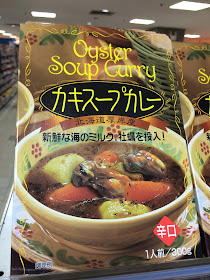 Oyster
Soup Curry
カキスープカレー
北海道厚岸産
新鮮な海のミルク、牡蠣を投入!
辛口
1人前/300g